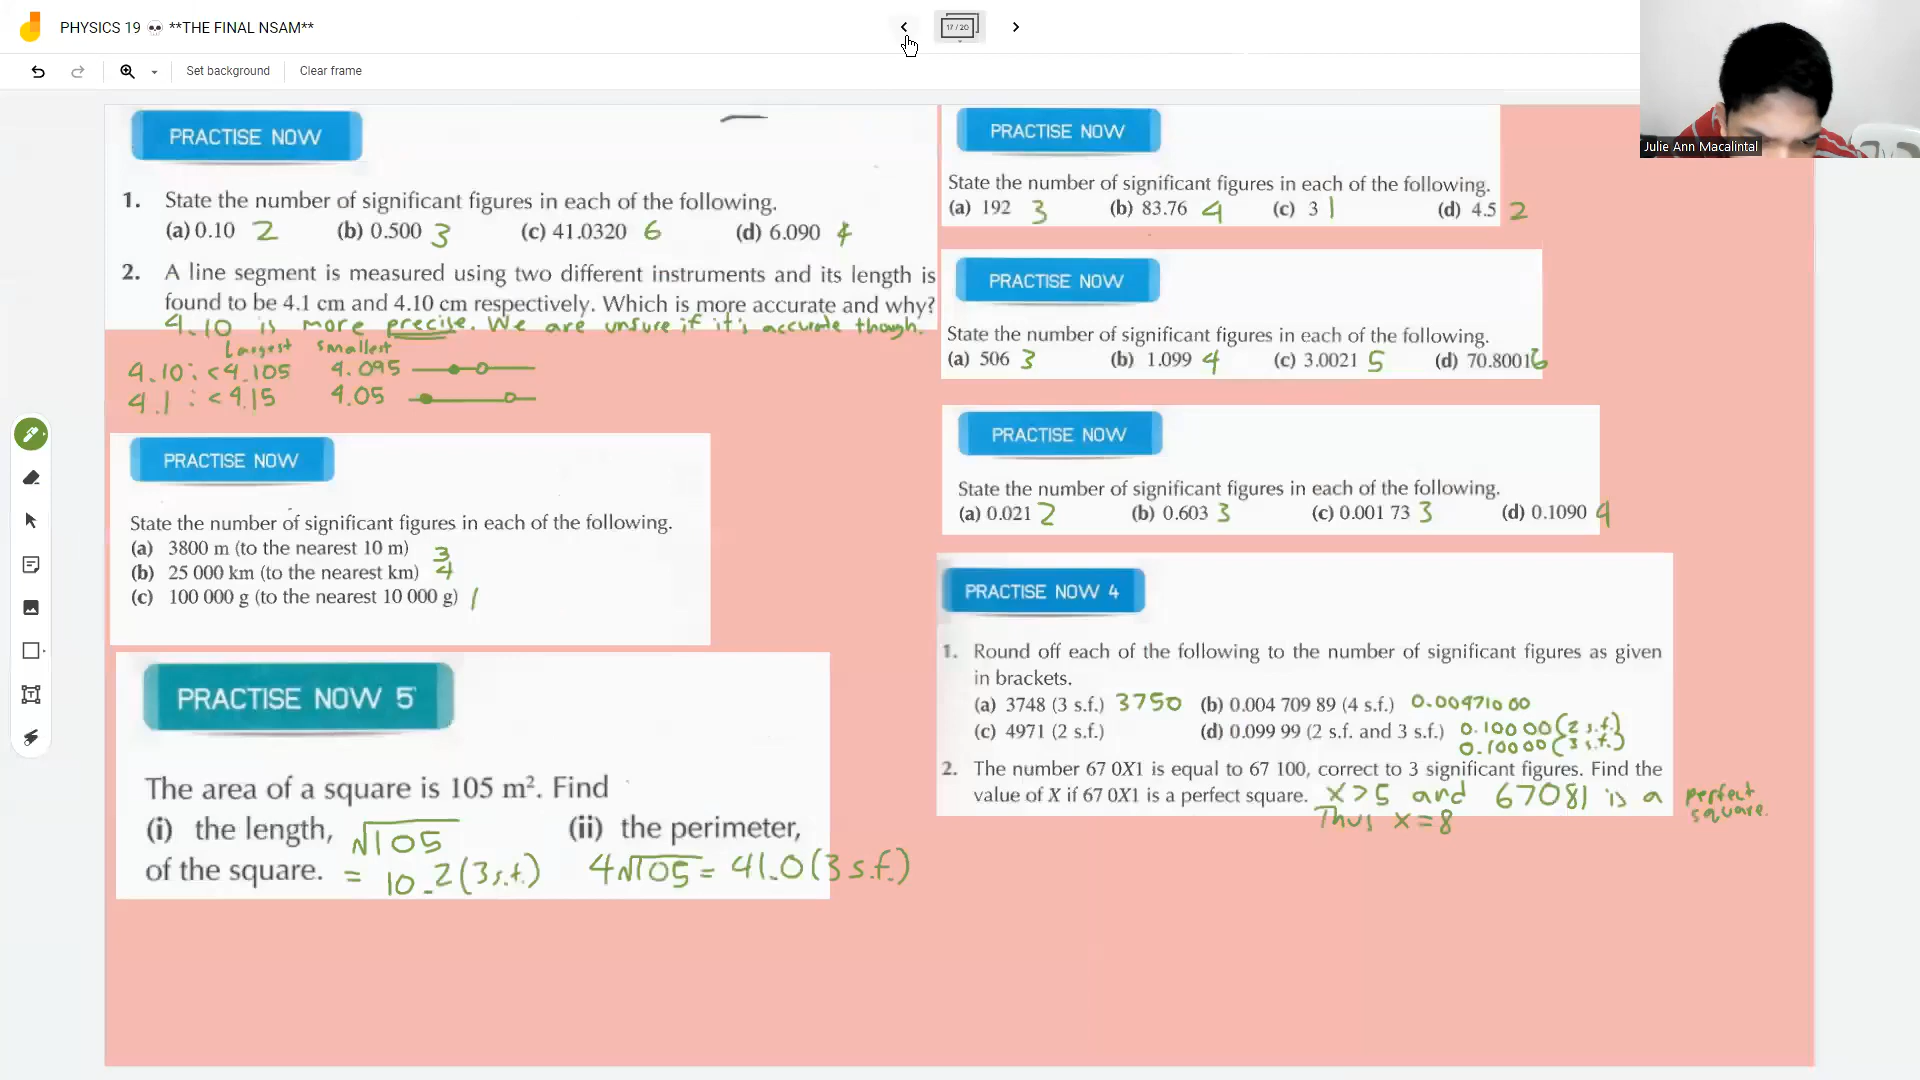 PHYSICS 19 💀 **THE FINAL NSAM**
17 / 20
Set background
Clear frame
Julie Ann Macalintal
PRACTISE NOW
1. State the number of significant figures in each of the following.
(a) 0.10 2 (b) 0.500 3 (c) 41.0320 6 (d) 6.090 4
2. A line segment is measured using two different instruments and its length is
found to be 4.1 cm and 4.10 cm respectively. Which is more accurate and why?
4.10 is more precise. We are unsure if it's accurate though.
Largest smallest
4.10: <4.105 4.095
4.1 : <4.15 4.05
PRACTISE NOW
State the number of significant figures in each of the following.
(a) 3800 m (to the nearest 10 m) 3
(b) 25 000 km (to the nearest km) 4
(c) 100 000 g (to the nearest 10 000 g) 1
PRACTISE NOW 5
The area of a square is 105 m². Find
(i) the length, √105 (ii) the perimeter,
of the square. = 10.2 (3 s.f.) 4√105 = 41.0 (3 s.f.)
PRACTISE NOW
State the number of significant figures in each of the following.
(a) 192 3 (b) 83.76 4 (c) 3 1 (d) 4.5 2
PRACTISE NOW
State the number of significant figures in each of the following.
(a) 506 3 (b) 1.099 4 (c) 3.0021 5 (d) 70.8001 6
PRACTISE NOW
State the number of significant figures in each of the following.
(a) 0.021 2 (b) 0.603 3 (c) 0.001 73 3 (d) 0.1090 4
PRACTISE NOW 4
1. Round off each of the following to the number of significant figures as given
in brackets.
(a) 3748 (3 s.f.) 3750 (b) 0.004 709 89 (4 s.f.) 0.00471000
(c) 4971 (2 s.f.) (d) 0.099 99 (2 s.f. and 3 s.f.) 0.10000 (2 s.f.)
0.10000 (3 s.f.)
2. The number 67 0X1 is equal to 67 100, correct to 3 significant figures. Find the
value of X if 67 0X1 is a perfect square. x>5 and 67081 is a perfect
square.
Thus x=8